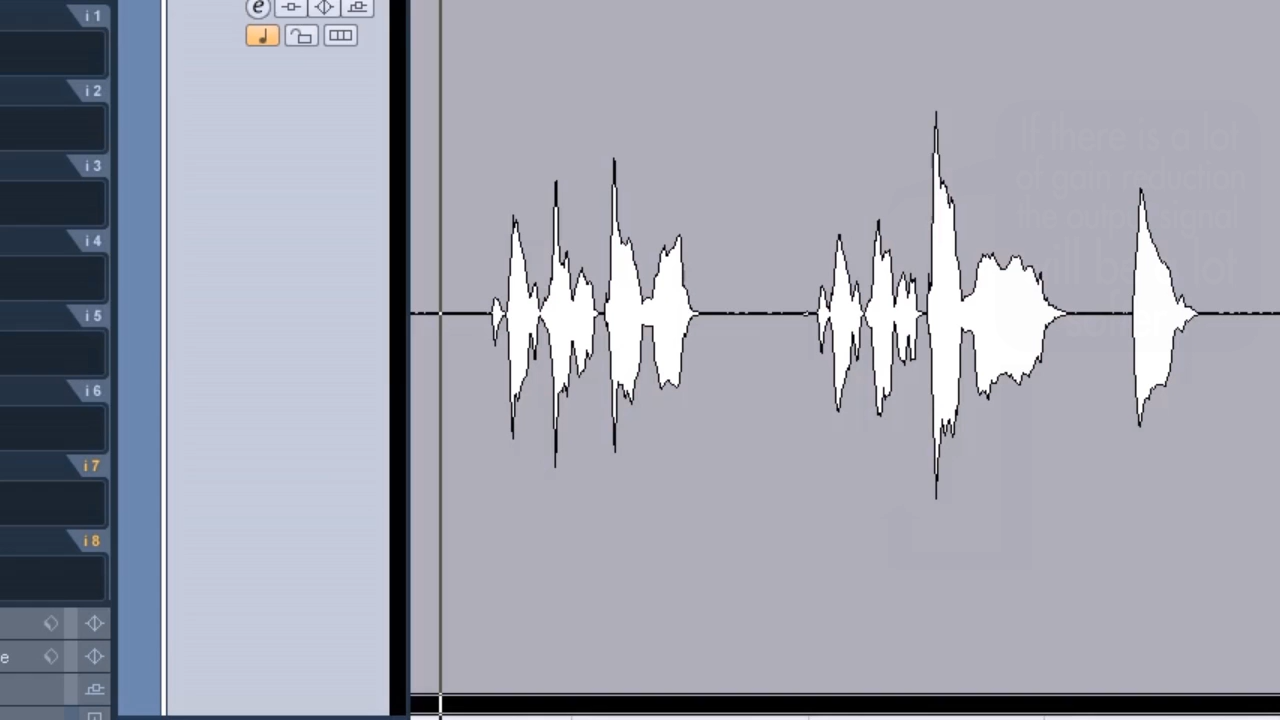 i 1
e
i 2
i 3
i 4
i 5
i 6
i 7
i 8
e
If there is a lot
of gain reduction
the output signal
will be a lot